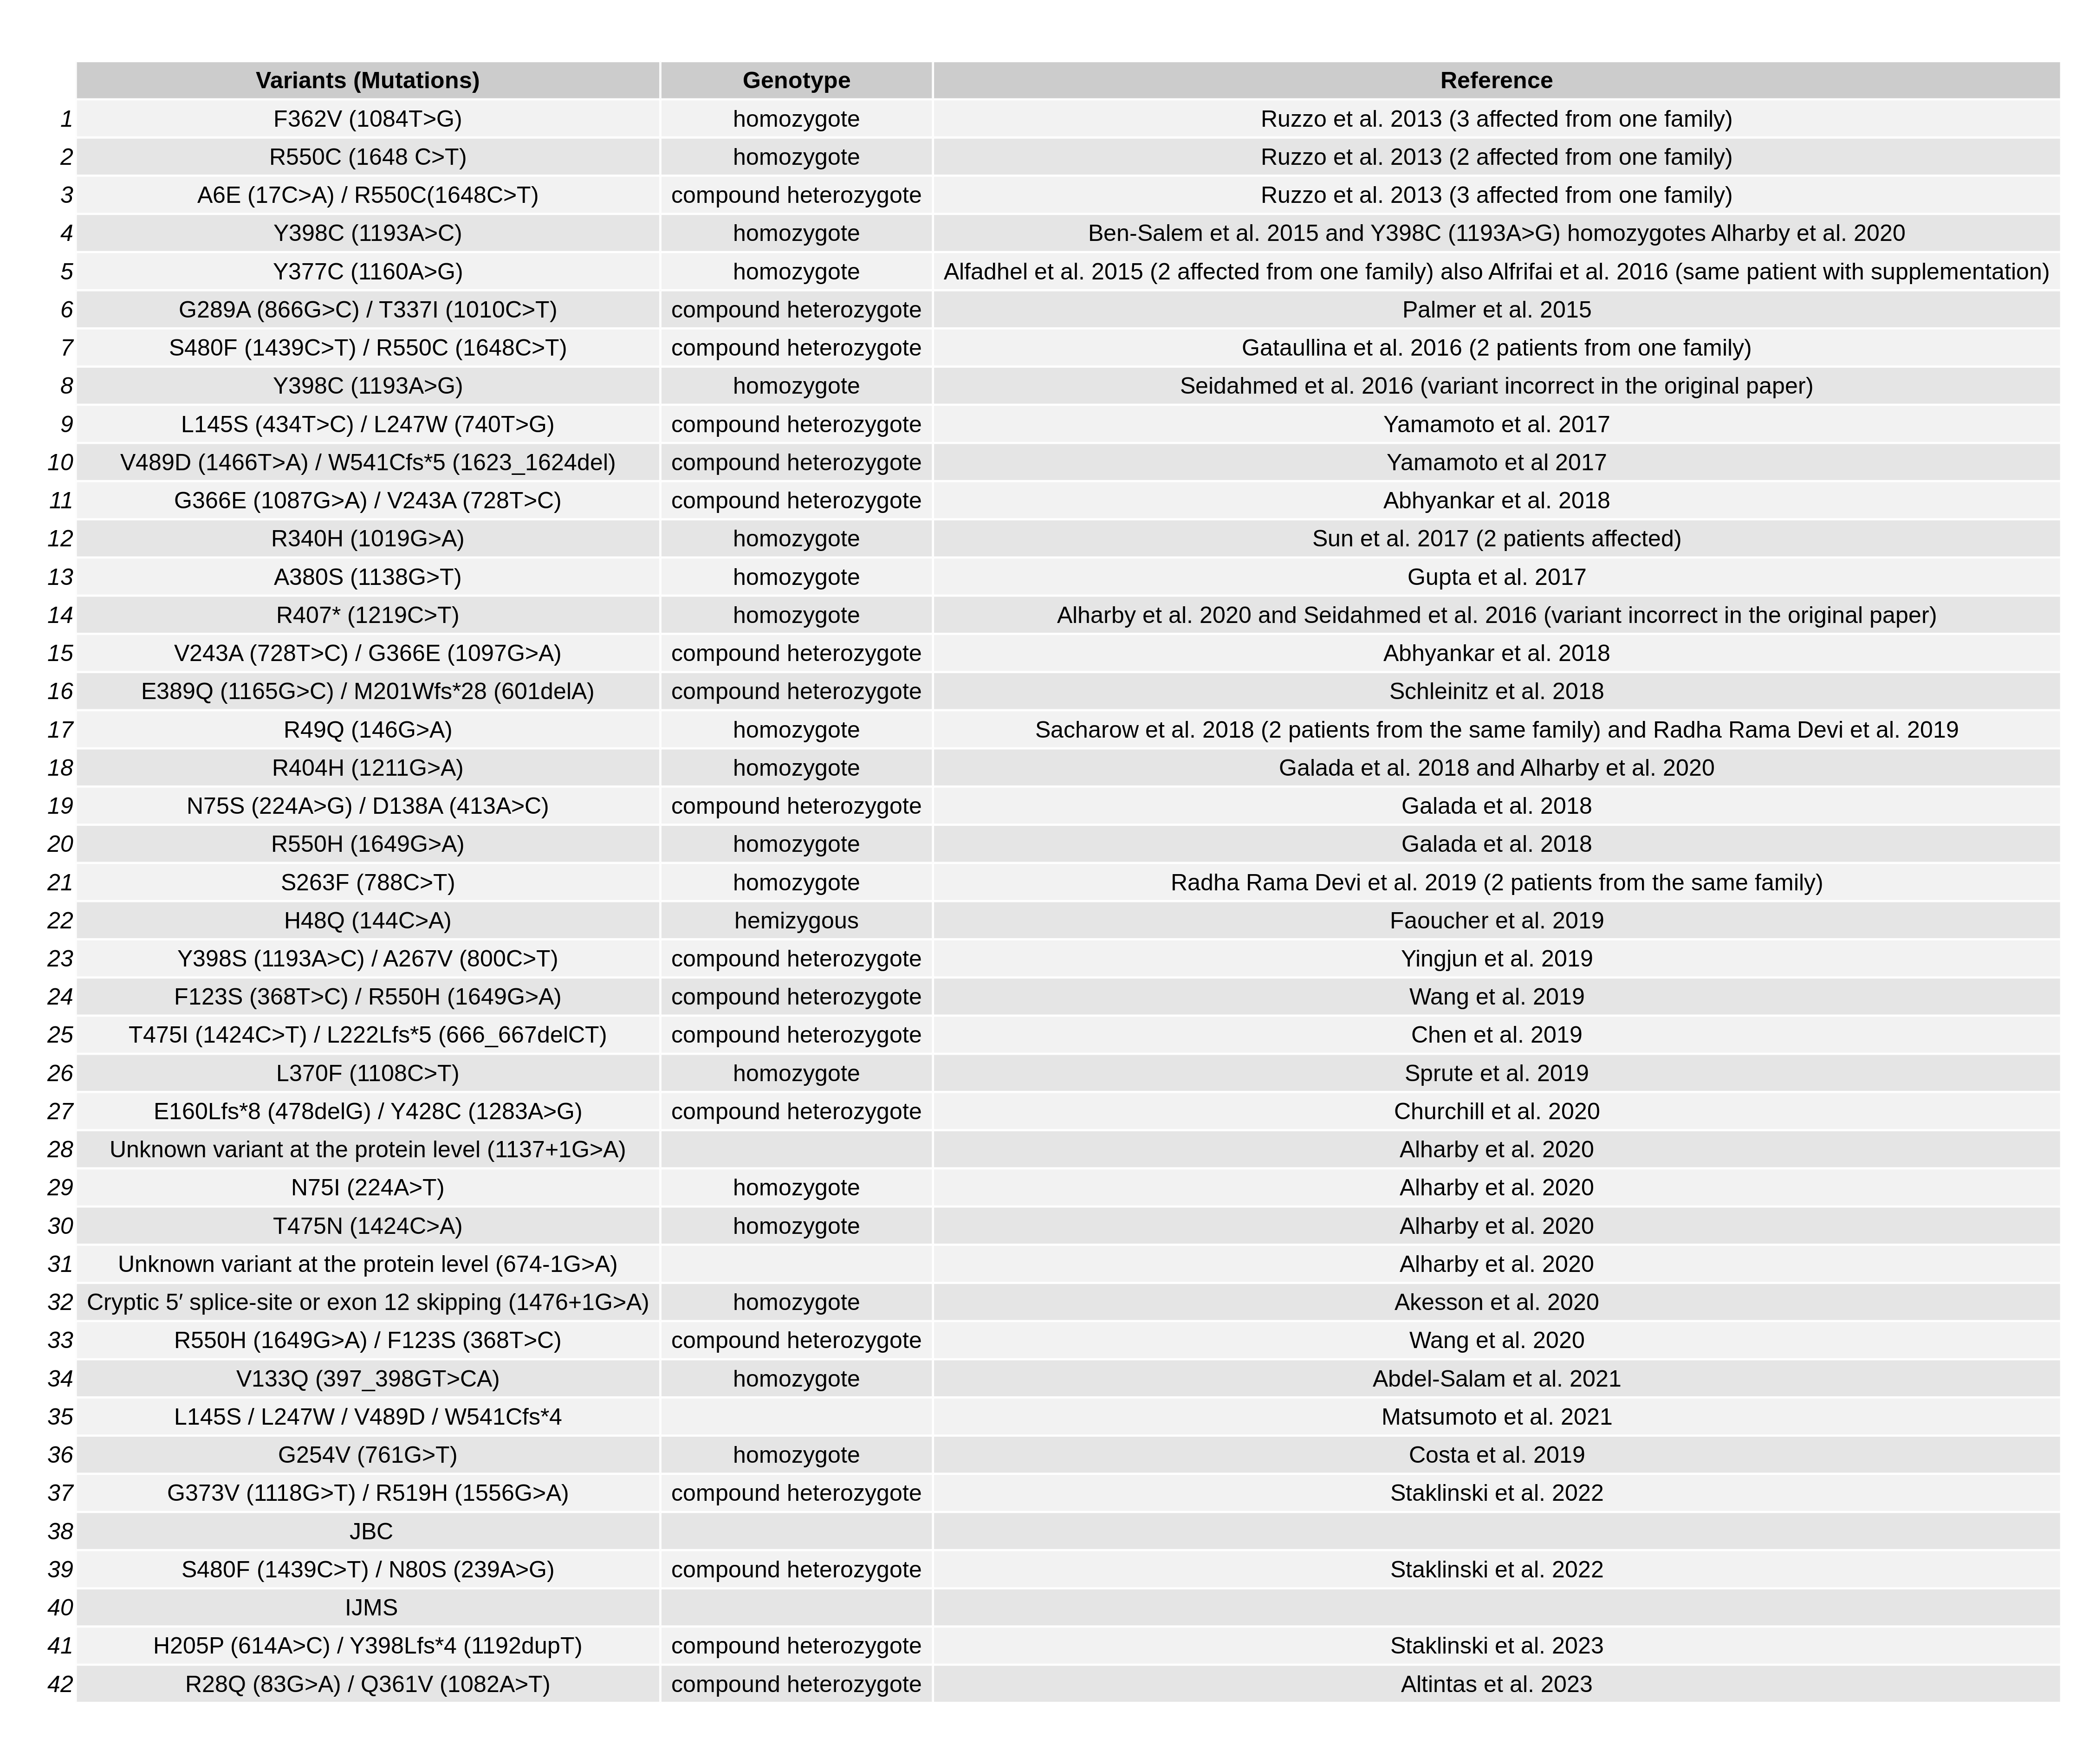 Variants (Mutations) Genotype Reference
1 F362V (1084T>G) homozygote Ruzzo et al. 2013 (3 affected from one family)
2 R550C (1648 C>T) homozygote Ruzzo et al. 2013 (2 affected from one family)
3 A6E (17C>A) / R550C(1648C>T) compound heterozygote Ruzzo et al. 2013 (3 affected from one family)
4 Y398C (1193A>C) homozygote Ben-Salem et al. 2015 and Y398C (1193A>G) homozygotes Alharby et al. 2020
5 Y377C (1160A>G) homozygote Alfadhel et al. 2015 (2 affected from one family) also Alfrifai et al. 2016 (same patient with supplementation)
6 G289A (866G>C) / T337I (1010C>T) compound heterozygote Palmer et al. 2015
7 S480F (1439C>T) / R550C (1648C>T) compound heterozygote Gataullina et al. 2016 (2 patients from one family)
8 Y398C (1193A>G) homozygote Seidahmed et al. 2016 (variant incorrect in the original paper)
9 L145S (434T>C) / L247W (740T>G) compound heterozygote Yamamoto et al. 2017
10 V489D (1466T>A) / W541Cfs*5 (1623_1624del) compound heterozygote Yamamoto et al 2017
11 G366E (1087G>A) / V243A (728T>C) compound heterozygote Abhyankar et al. 2018
12 R340H (1019G>A) homozygote Sun et al. 2017 (2 patients affected)
13 A380S (1138G>T) homozygote Gupta et al. 2017
14 R407* (1219C>T) homozygote Alharby et al. 2020 and Seidahmed et al. 2016 (variant incorrect in the original paper)
15 V243A (728T>C) / G366E (1097G>A) compound heterozygote Abhyankar et al. 2018
16 E389Q (1165G>C) / M201Wfs*28 (601delA) compound heterozygote Schleinitz et al. 2018
17 R49Q (146G>A) homozygote Sacharow et al. 2018 (2 patients from the same family) and Radha Rama Devi et al. 2019
18 R404H (1211G>A) homozygote Galada et al. 2018 and Alharby et al. 2020
19 N75S (224A>G) / D138A (413A>C) compound heterozygote Galada et al. 2018
20 R550H (1649G>A) homozygote Galada et al. 2018
21 S263F (788C>T) homozygote Radha Rama Devi et al. 2019 (2 patients from the same family)
22 H48Q (144C>A) hemizygous Faoucher et al. 2019
23 Y398S (1193A>C) / A267V (800C>T) compound heterozygote Yingjun et al. 2019
24 F123S (368T>C) / R550H (1649G>A) compound heterozygote Wang et al. 2019
25 T475I (1424C>T) / L222Lfs*5 (666_667delCT) compound heterozygote Chen et al. 2019
26 L370F (1108C>T) homozygote Sprute et al. 2019
27 E160Lfs*8 (478delG) / Y428C (1283A>G) compound heterozygote Churchill et al. 2020
28 Unknown variant at the protein level (1137+1G>A) Alharby et al. 2020
29 N75I (224A>T) homozygote Alharby et al. 2020
30 T475N (1424C>A) homozygote Alharby et al. 2020
31 Unknown variant at the protein level (674-1G>A) Alharby et al. 2020
32 Cryptic 5′ splice-site or exon 12 skipping (1476+1G>A) homozygote Akesson et al. 2020
33 R550H (1649G>A) / F123S (368T>C) compound heterozygote Wang et al. 2020
34 V133Q (397_398GT>CA) homozygote Abdel-Salam et al. 2021
35 L145S / L247W / V489D / W541Cfs*4 Matsumoto et al. 2021
36 G254V (761G>T) homozygote Costa et al. 2019
37 G373V (1118G>T) / R519H (1556G>A) compound heterozygote Staklinski et al. 2022
38 JBC
39 S480F (1439C>T) / N80S (239A>G) compound heterozygote Staklinski et al. 2022
40 IJMS
41 H205P (614A>C) / Y398Lfs*4 (1192dupT) compound heterozygote Staklinski et al. 2023
42 R28Q (83G>A) / Q361V (1082A>T) compound heterozygote Altintas et al. 2023